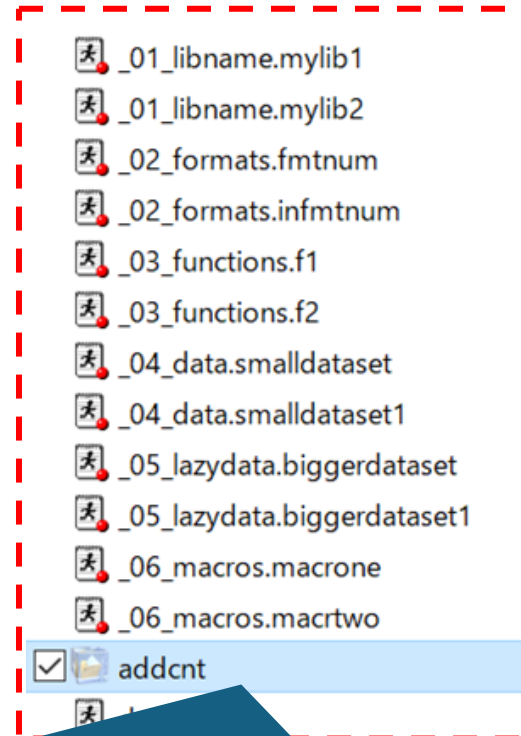 _01_libname.mylib1
_01_libname.mylib2
_02_formats.fmtnum
_02_formats.infmtnum
_03_functions.f1
_03_functions.f2
_04_data.smalldataset
_04_data.smalldataset1
_05_lazydata.biggerdataset
_05_lazydata.biggerdataset1
_06_macros.macrone
_06_macros.macrtwo
addcnt